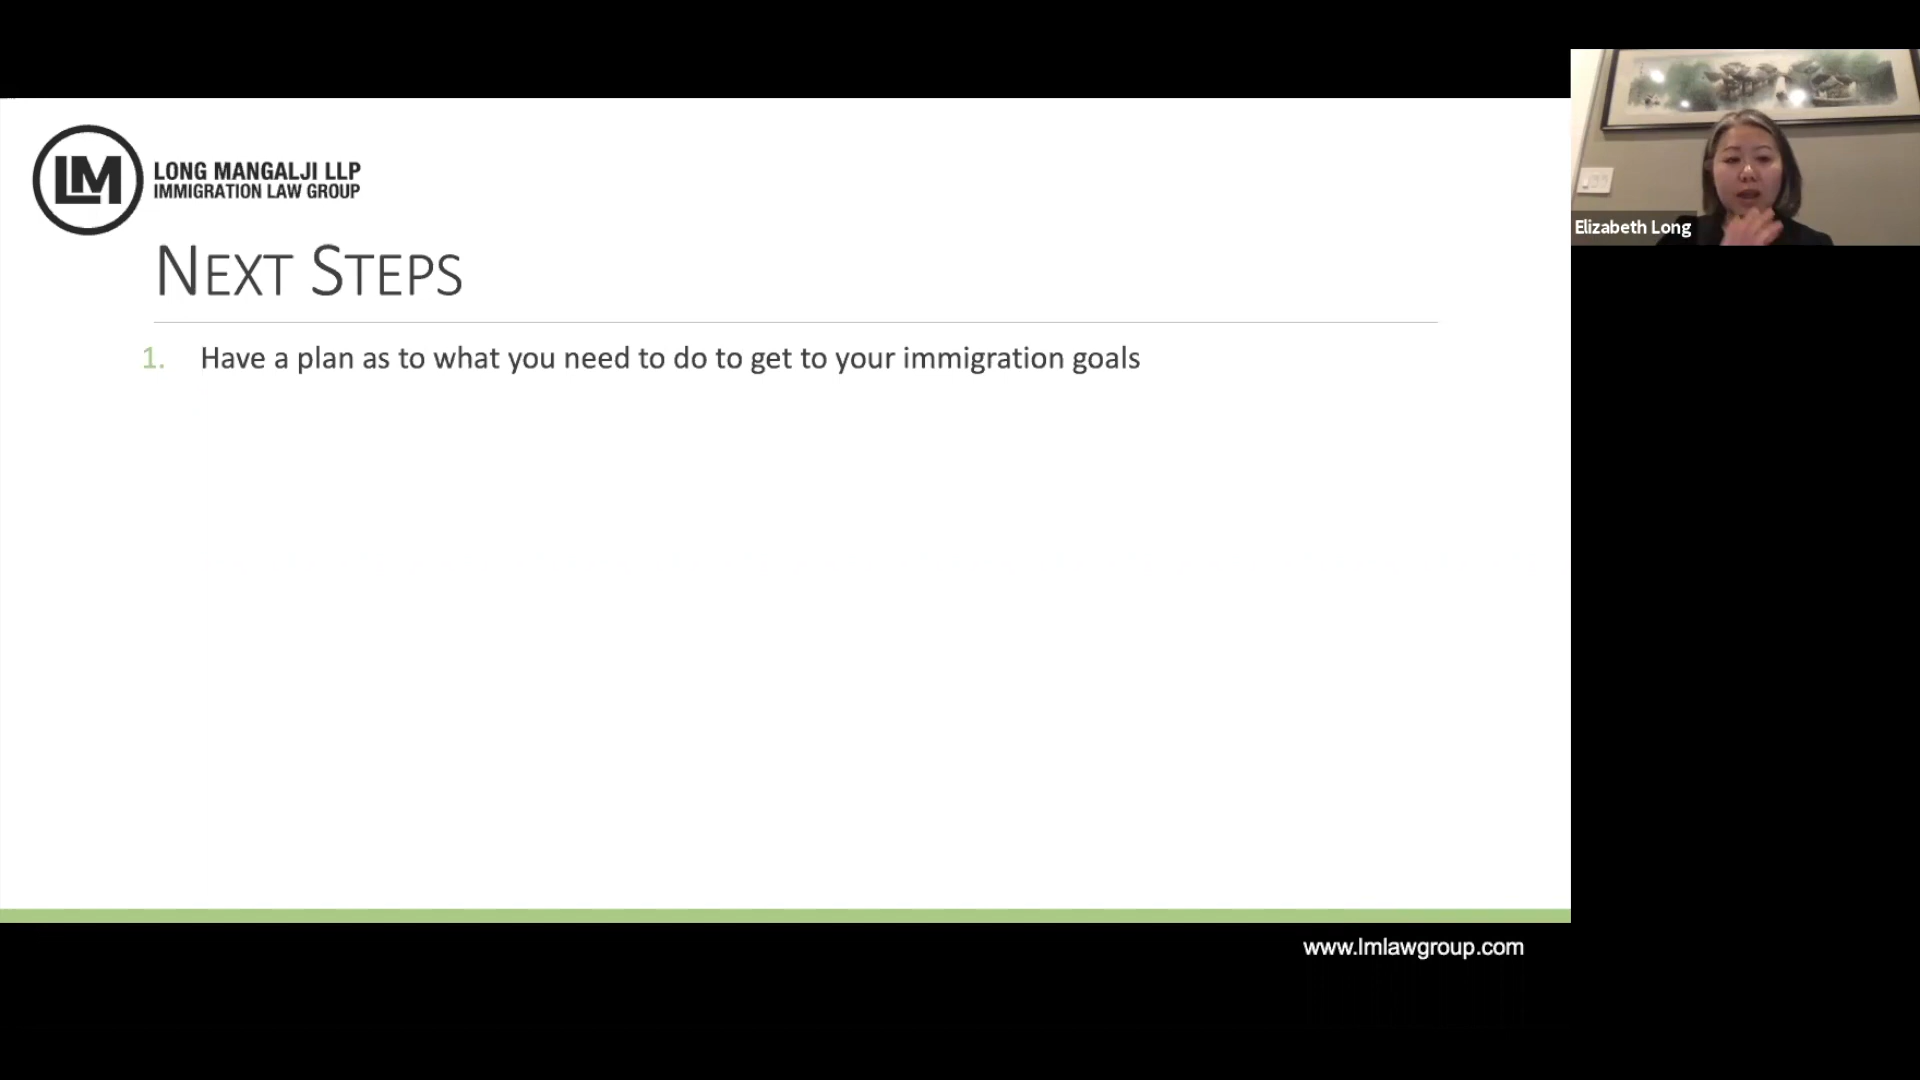 LM
LONG MANGALJI LLP
IMMIGRATION LAW GROUP
NEXT STEPS
1. Have a plan as to what you need to do to get to your immigration goals
Elizabeth Long
www.lmlawgroup.com